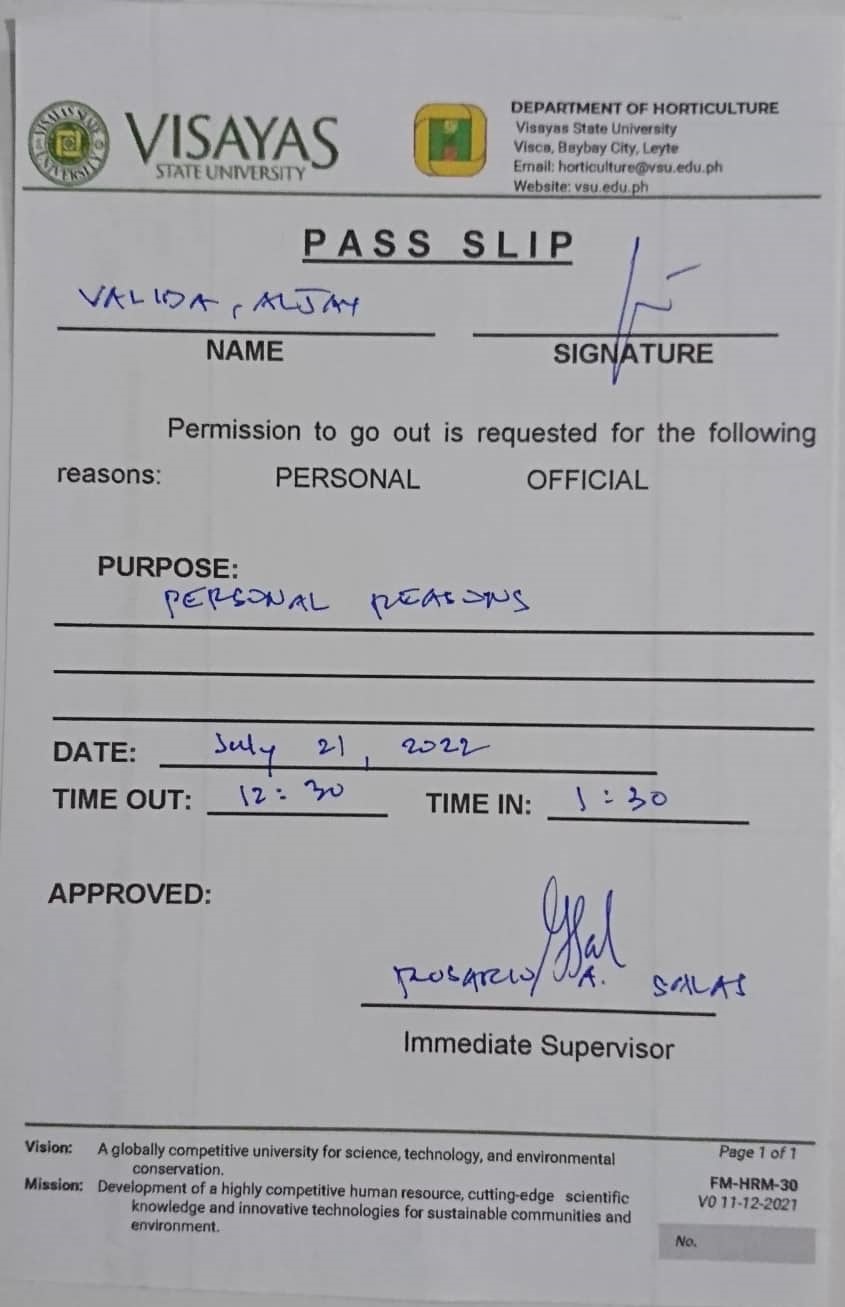 VISAYAS
STATE UNIVERSITY
DEPARTMENT OF HORTICULTURE
Visayas State University
Visca, Baybay City, Leyte
Email: horticulture@vsu.edu.ph
Website: vsu.edu.ph
PASS SLIP
VALIDA, ALJAY
NAME
SIGNATURE
Permission to go out is requested for the following
reasons: PERSONAL OFFICIAL
PURPOSE:
PERSONAL REASONS
DATE: July 21, 2022
TIME OUT: 12:30 TIME IN: 1:30
APPROVED:
ROSARIO A. SALAS
Immediate Supervisor
Vision: A globally competitive university for science, technology, and environmental
conservation.
Mission: Development of a highly competitive human resource, cutting-edge scientific
knowledge and innovative technologies for sustainable communities and
environment.
Page 1 of 1
FM-HRM-30
V0 11-12-2021
No.